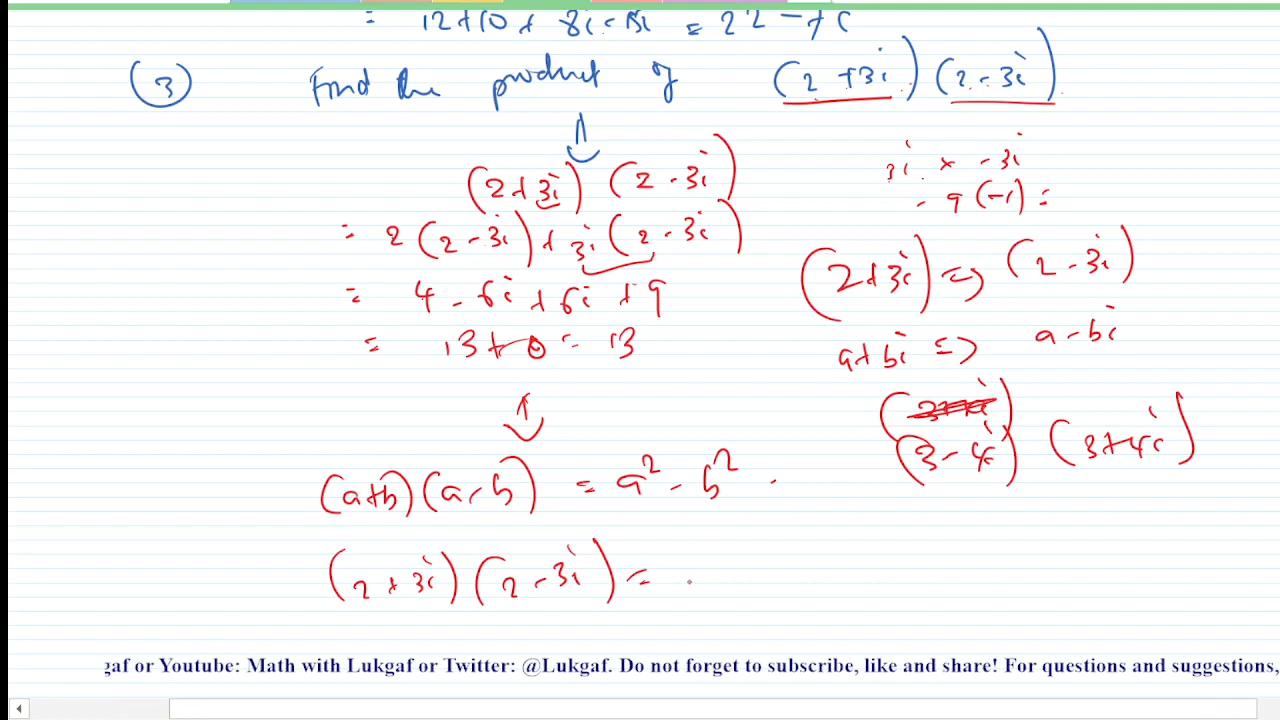 = 12+10 + 8i - 15i = 22 - 7i
(3) Find the product of (2 + 3i) (2 - 3i)
(2 + 3i) (2 - 3i)
= 2 (2 - 3i) + 3i (2 - 3i)
= 4 - 6i + 6i + 9
= 13 + 0 = 13
(a+b)(a-b) = a² - b²
(2 + 3i) (2 - 3i) =
3i × -3i
- 9 (-1) =
(2+3i) => (2 - 3i)
a+bi => a - bi
(3 - 4i) (3+4i)
gaf or Youtube: Math with Lukgaf or Twitter: @Lukgaf. Do not forget to subscribe, like and share! For questions and suggestions,